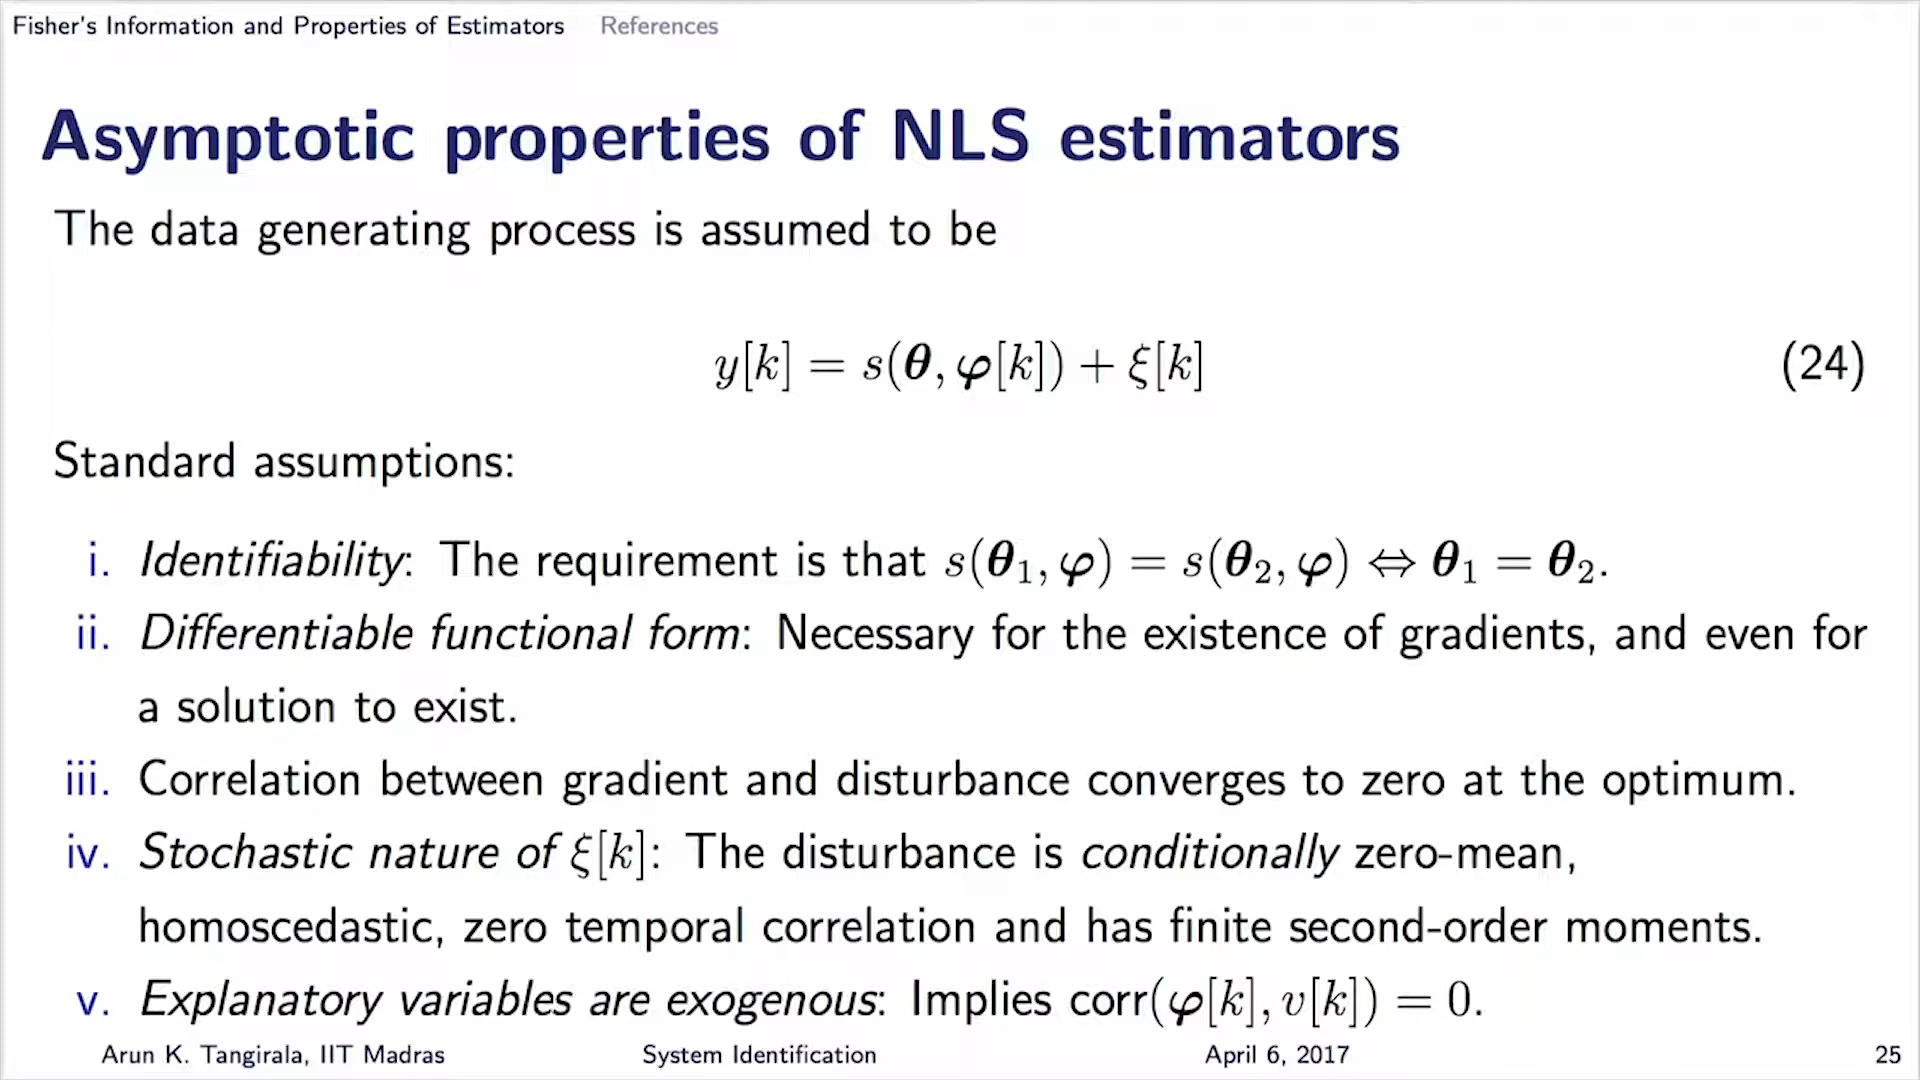 Fisher's Information and Properties of Estimators References
Asymptotic properties of NLS estimators
The data generating process is assumed to be
y[k] = s(θ, φ[k]) + ξ[k] (24)
Standard assumptions:
i. Identifiability: The requirement is that s(θ₁, φ) = s(θ₂, φ) ⇔ θ₁ = θ₂.
ii. Differentiable functional form: Necessary for the existence of gradients, and even for
a solution to exist.
iii. Correlation between gradient and disturbance converges to zero at the optimum.
iv. Stochastic nature of ξ[k]: The disturbance is conditionally zero-mean,
homoscedastic, zero temporal correlation and has finite second-order moments.
v. Explanatory variables are exogenous: Implies corr(φ[k], v[k]) = 0.
Arun K. Tangirala, IIT Madras System Identification April 6, 2017 25